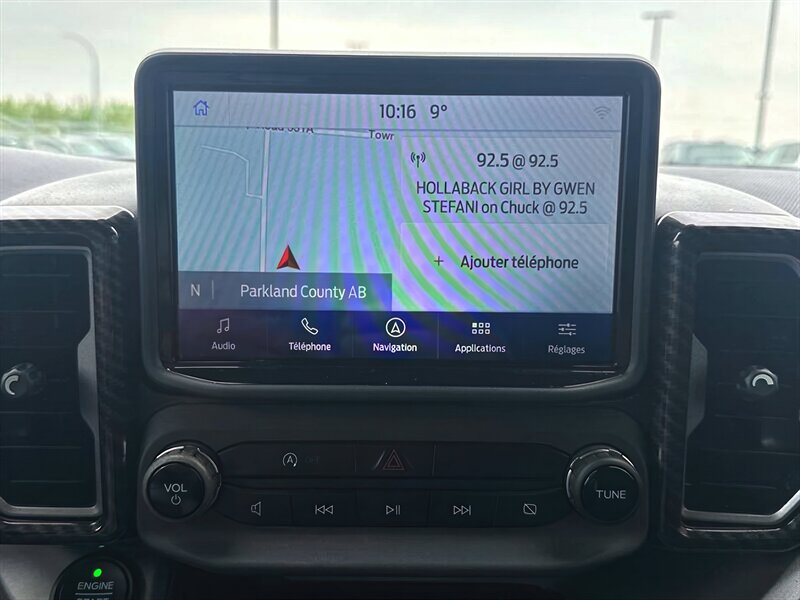 10:16 9°
Towr
92.5 @ 92.5
HOLLABACK GIRL BY GWEN
STEFANI on Chuck @ 92.5
+ Ajouter téléphone
N Parkland County AB
Audio Téléphone Navigation Applications Réglages
VOL
TUNE
ENGINE